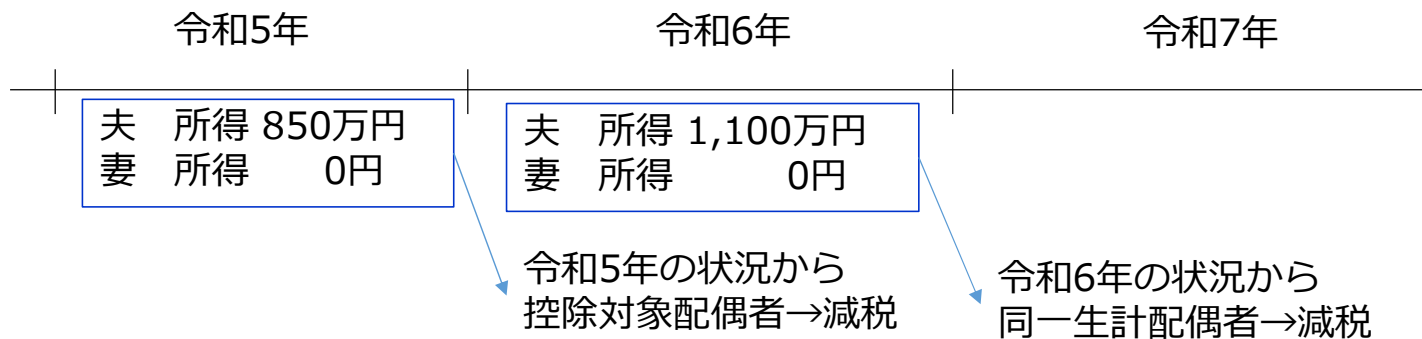 令和5年
令和6年
令和7年
夫　所得 850万円
妻　所得　　0円
夫　所得 1,100万円
妻　所得　　　0円
令和5年の状況から
控除対象配偶者→減税
令和6年の状況から
同一生計配偶者→減税